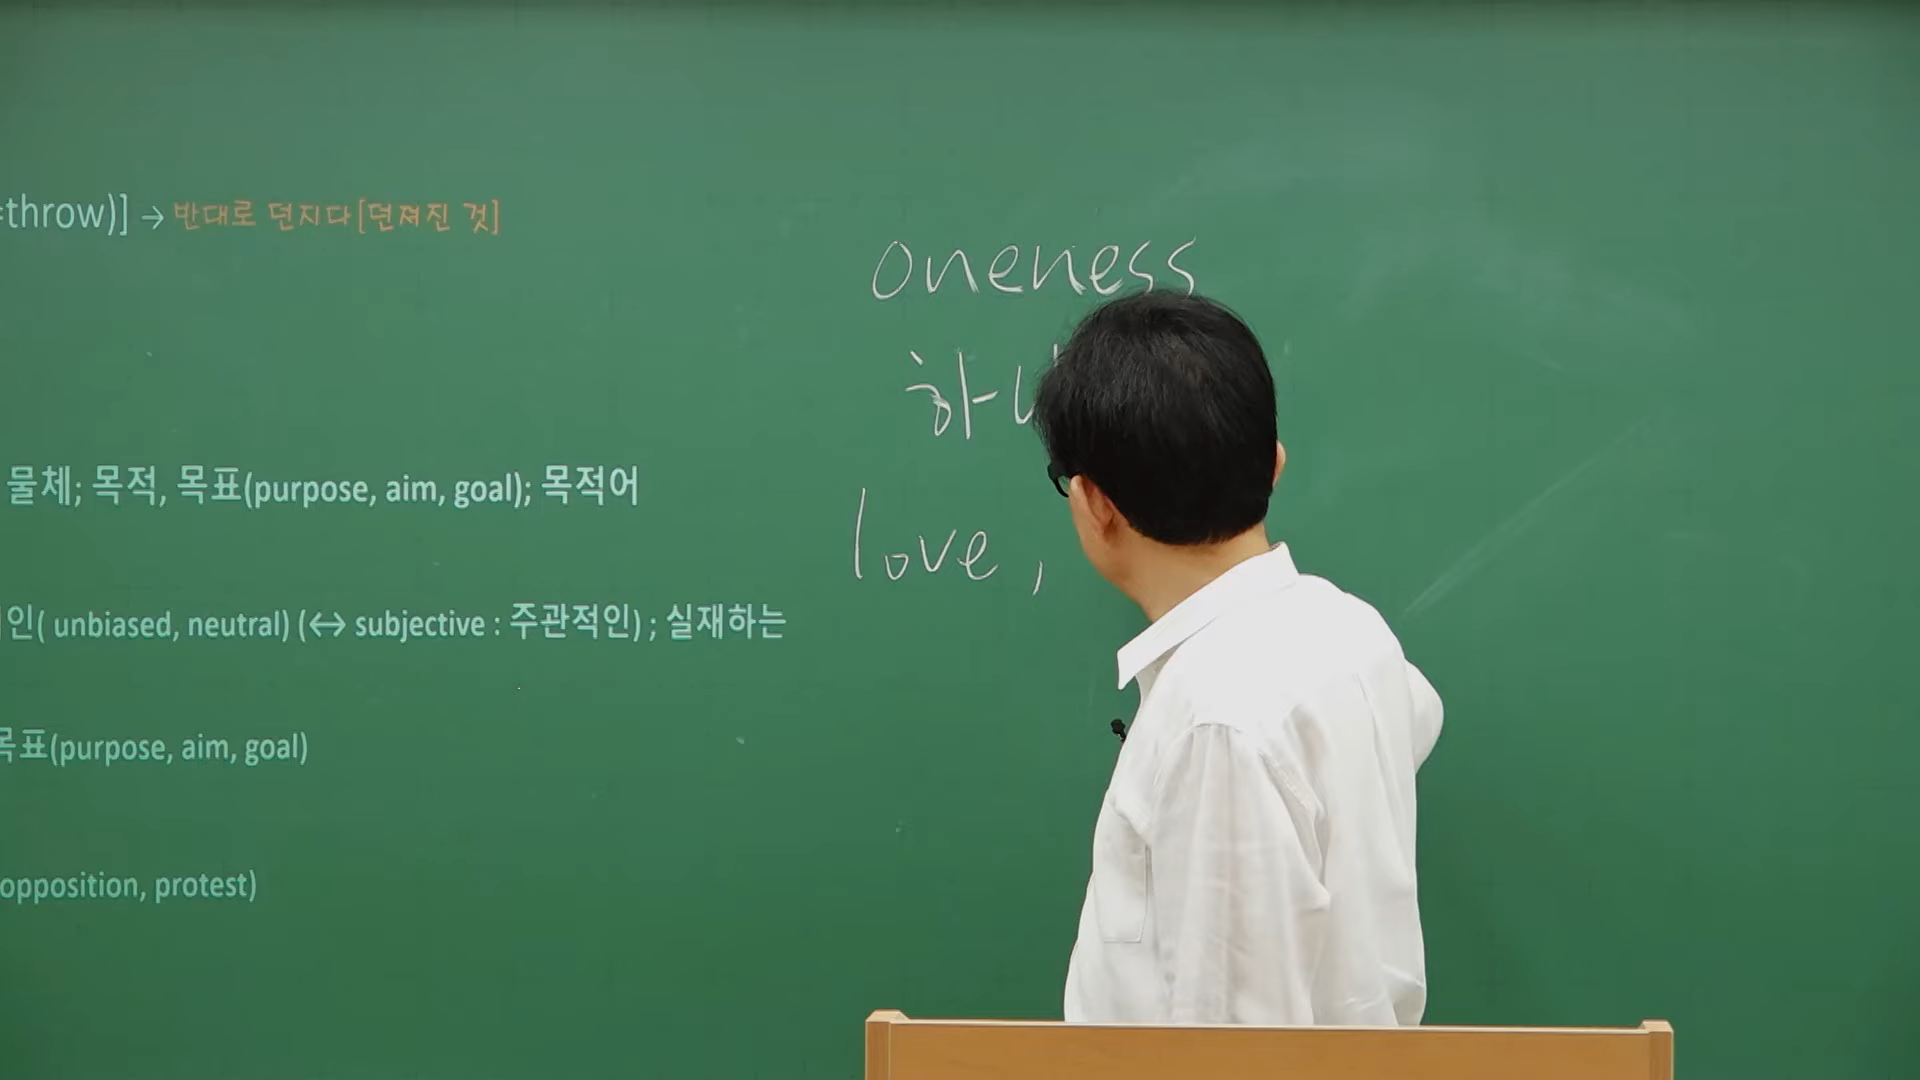 =throw)] → 반대로 던지다[던져진 것]
물체; 목적, 목표(purpose, aim, goal); 목적어
인( unbiased, neutral) (↔ subjective : 주관적인) ; 실재하는
목표(purpose, aim, goal)
opposition, protest)
oneness
하나
love ,